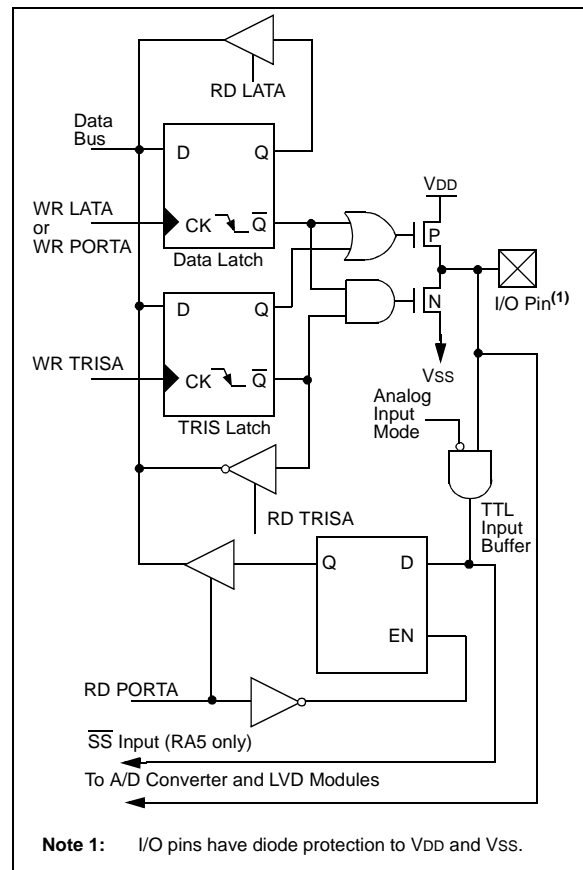 RD LATA
Data
Bus
D
Q
WR LATA
or
WR PORTA
CK
Q̅
Data Latch
VDD
P
N
I/O Pin(1)
VSS
D
Q
WR TRISA
CK
Q̅
TRIS Latch
Analog
Input
Mode
TTL
Input
Buffer
RD TRISA
Q
D
EN
RD PORTA
S̅S̅ Input (RA5 only)
To A/D Converter and LVD Modules
Note 1: I/O pins have diode protection to VDD and VSS.